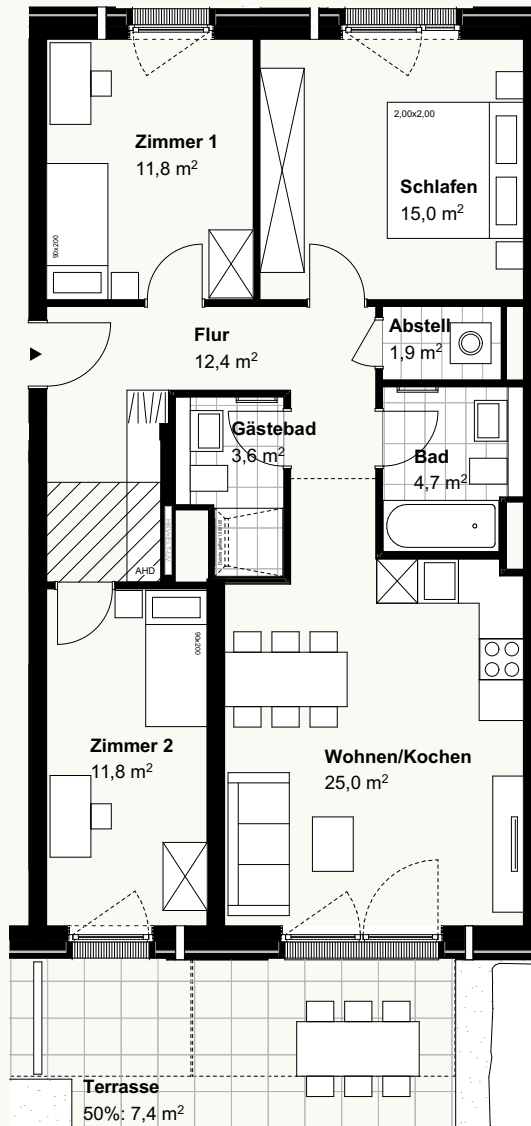 2,00x2,00
Zimmer 1
11,8 m²
Schlafen
15,0 m²
90x200
Flur
12,4 m²
Abstell
1,9 m²
Gästebad
3,6 m²
Bad
4,7 m²
AHD
90x200
Zimmer 2
11,8 m²
Wohnen/Kochen
25,0 m²
Terrasse
50%: 7,4 m²